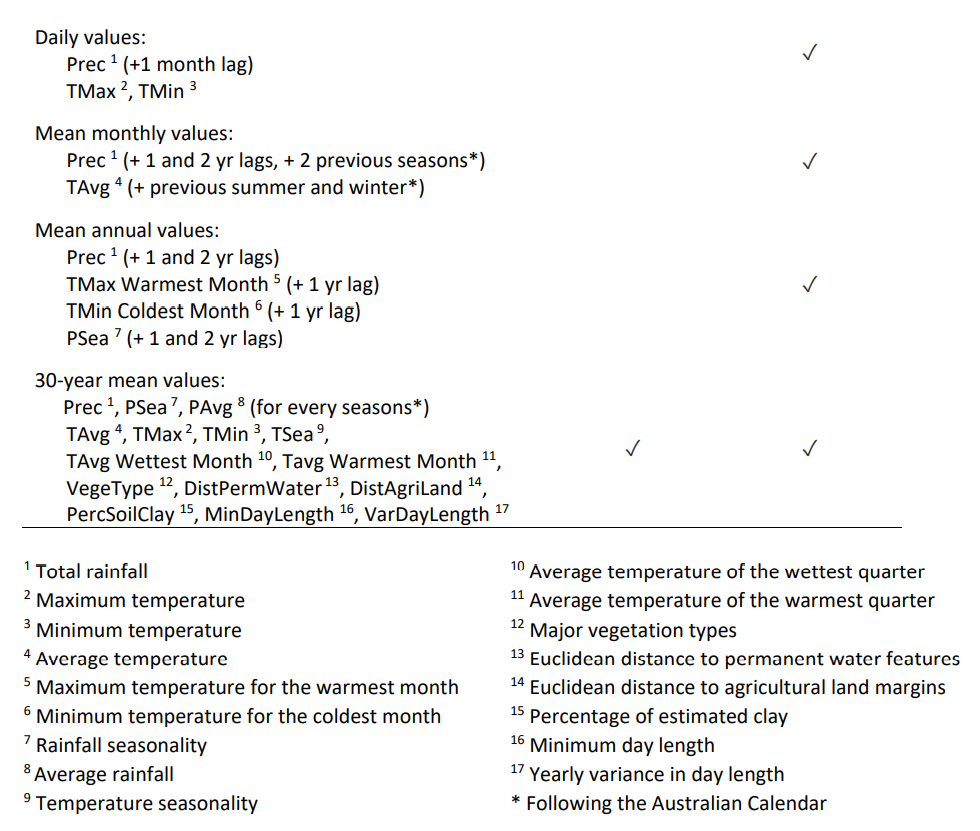 Daily values:
Prec ¹ (+1 month lag)
✓
TMax ², TMin ³
Mean monthly values:
Prec ¹ (+ 1 and 2 yr lags, + 2 previous seasons*)
✓
TAvg ⁴ (+ previous summer and winter*)
Mean annual values:
Prec ¹ (+ 1 and 2 yr lags)
TMax Warmest Month ⁵ (+ 1 yr lag)
✓
TMin Coldest Month ⁶ (+ 1 yr lag)
PSea ⁷ (+ 1 and 2 yr lags)
30-year mean values:
Prec ¹, PSea ⁷, PAvg ⁸ (for every seasons*)
TAvg ⁴, TMax ², TMin ³, TSea ⁹,
TAvg Wettest Month ¹⁰, Tavg Warmest Month ¹¹,
✓ ✓
VegeType ¹², DistPermWater ¹³, DistAgriLand ¹⁴,
PercSoilClay ¹⁵, MinDayLength ¹⁶, VarDayLength ¹⁷
¹ Total rainfall
² Maximum temperature
³ Minimum temperature
⁴ Average temperature
⁵ Maximum temperature for the warmest month
⁶ Minimum temperature for the coldest month
⁷ Rainfall seasonality
⁸ Average rainfall
⁹ Temperature seasonality
¹⁰ Average temperature of the wettest quarter
¹¹ Average temperature of the warmest quarter
¹² Major vegetation types
¹³ Euclidean distance to permanent water features
¹⁴ Euclidean distance to agricultural land margins
¹⁵ Percentage of estimated clay
¹⁶ Minimum day length
¹⁷ Yearly variance in day length
* Following the Australian Calendar